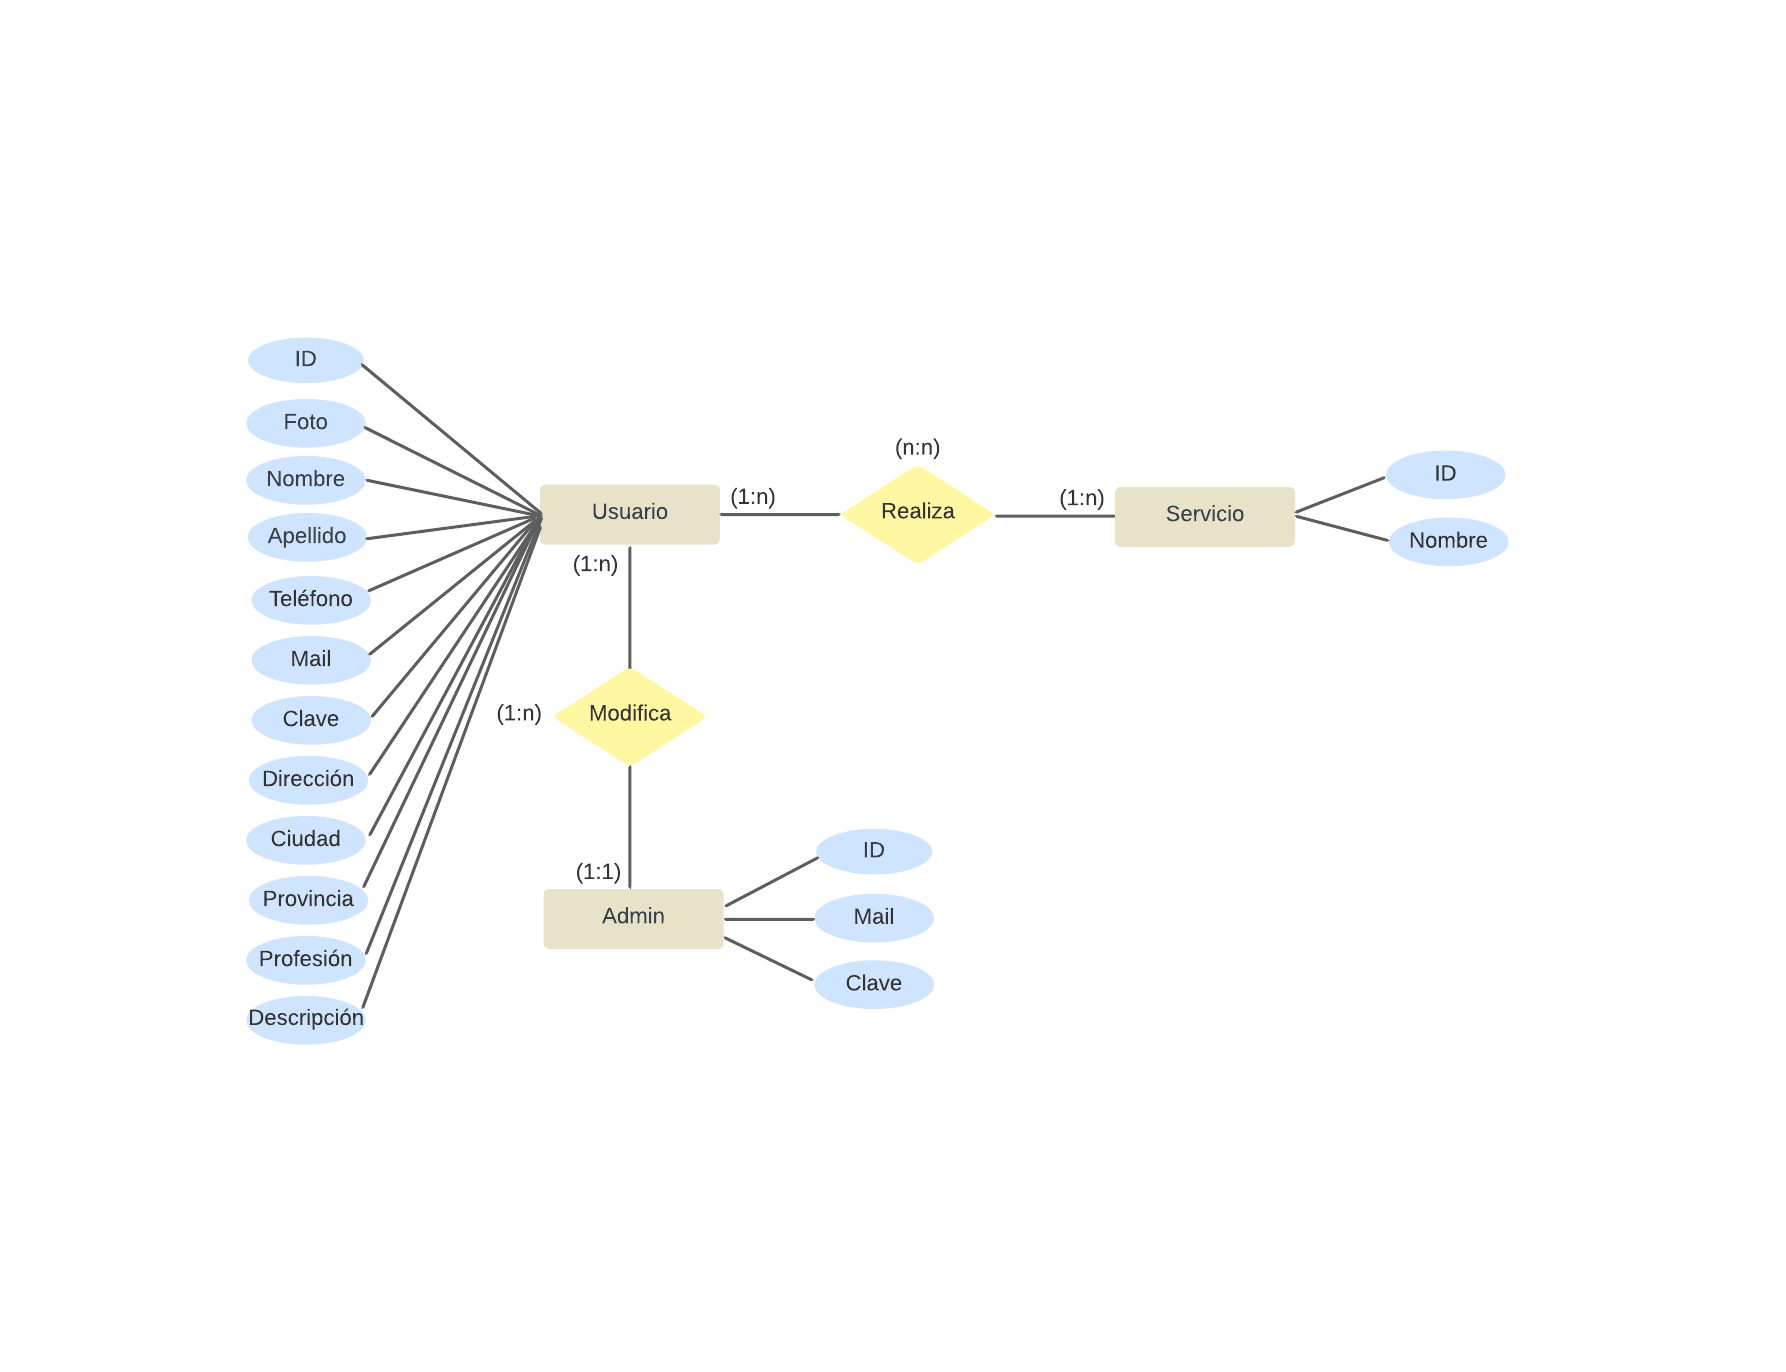 ID
Foto
Nombre
Apellido
Teléfono
Mail
Clave
Dirección
Ciudad
Provincia
Profesión
Descripción
Usuario
(1:n)
(n:n)
Realiza
(1:n)
Servicio
ID
Nombre
(1:n)
(1:n)
Modifica
(1:1)
Admin
ID
Mail
Clave